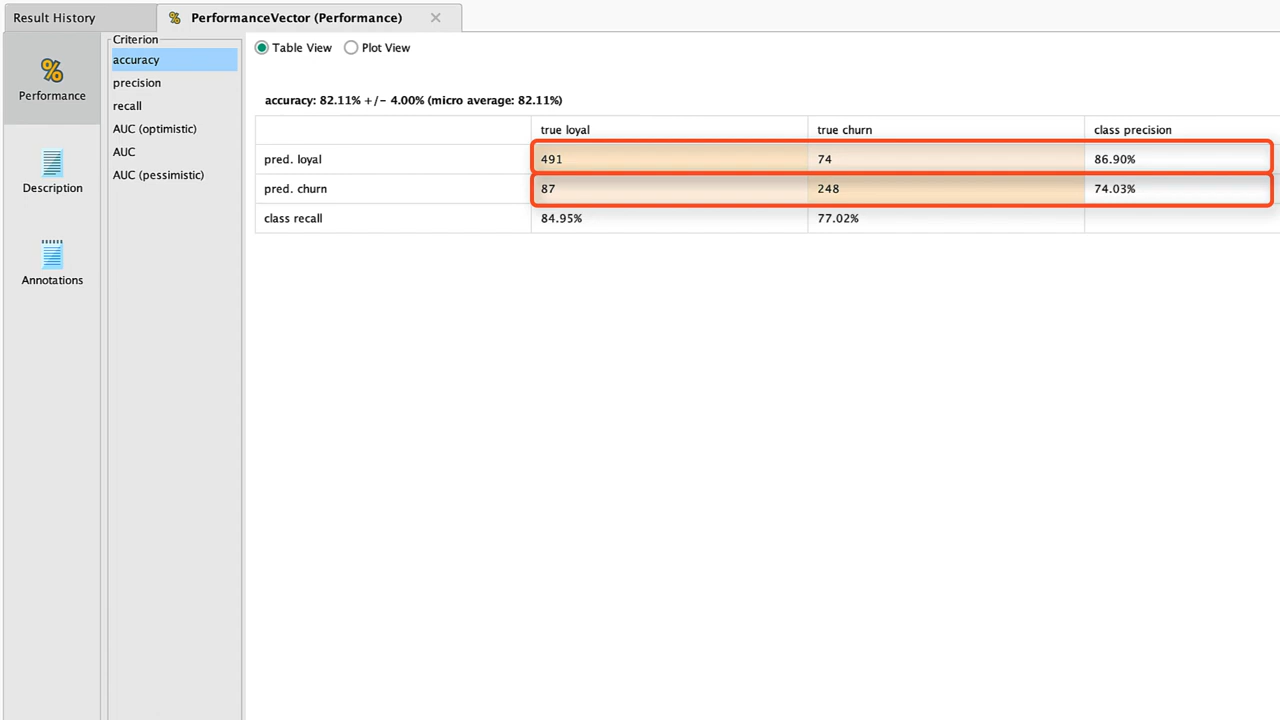 Result History
PerformanceVector (Performance)
Performance
Description
Annotations
Criterion
accuracy
precision
recall
AUC (optimistic)
AUC
AUC (pessimistic)
Table View Plot View
accuracy: 82.11% +/- 4.00% (micro average: 82.11%)
true loyal true churn class precision
pred. loyal 491 74 86.90%
pred. churn 87 248 74.03%
class recall 84.95% 77.02%